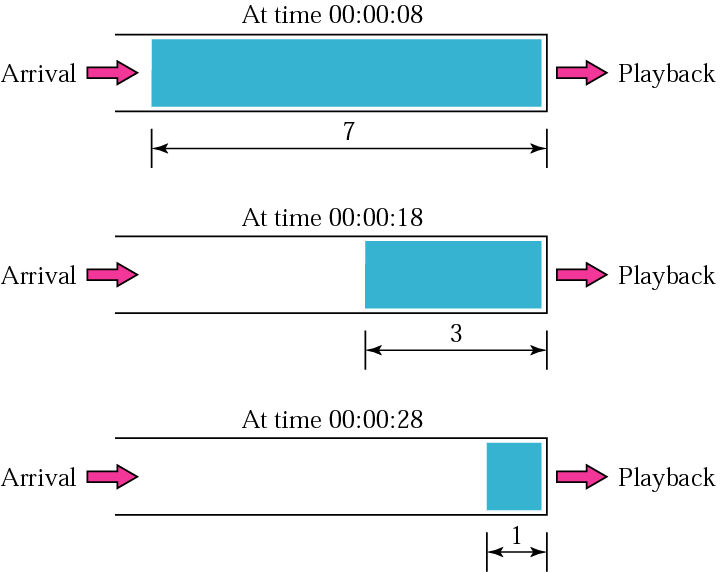 At time 00:00:08
Arrival
Playback
7
At time 00:00:18
Arrival
Playback
3
At time 00:00:28
Arrival
Playback
1